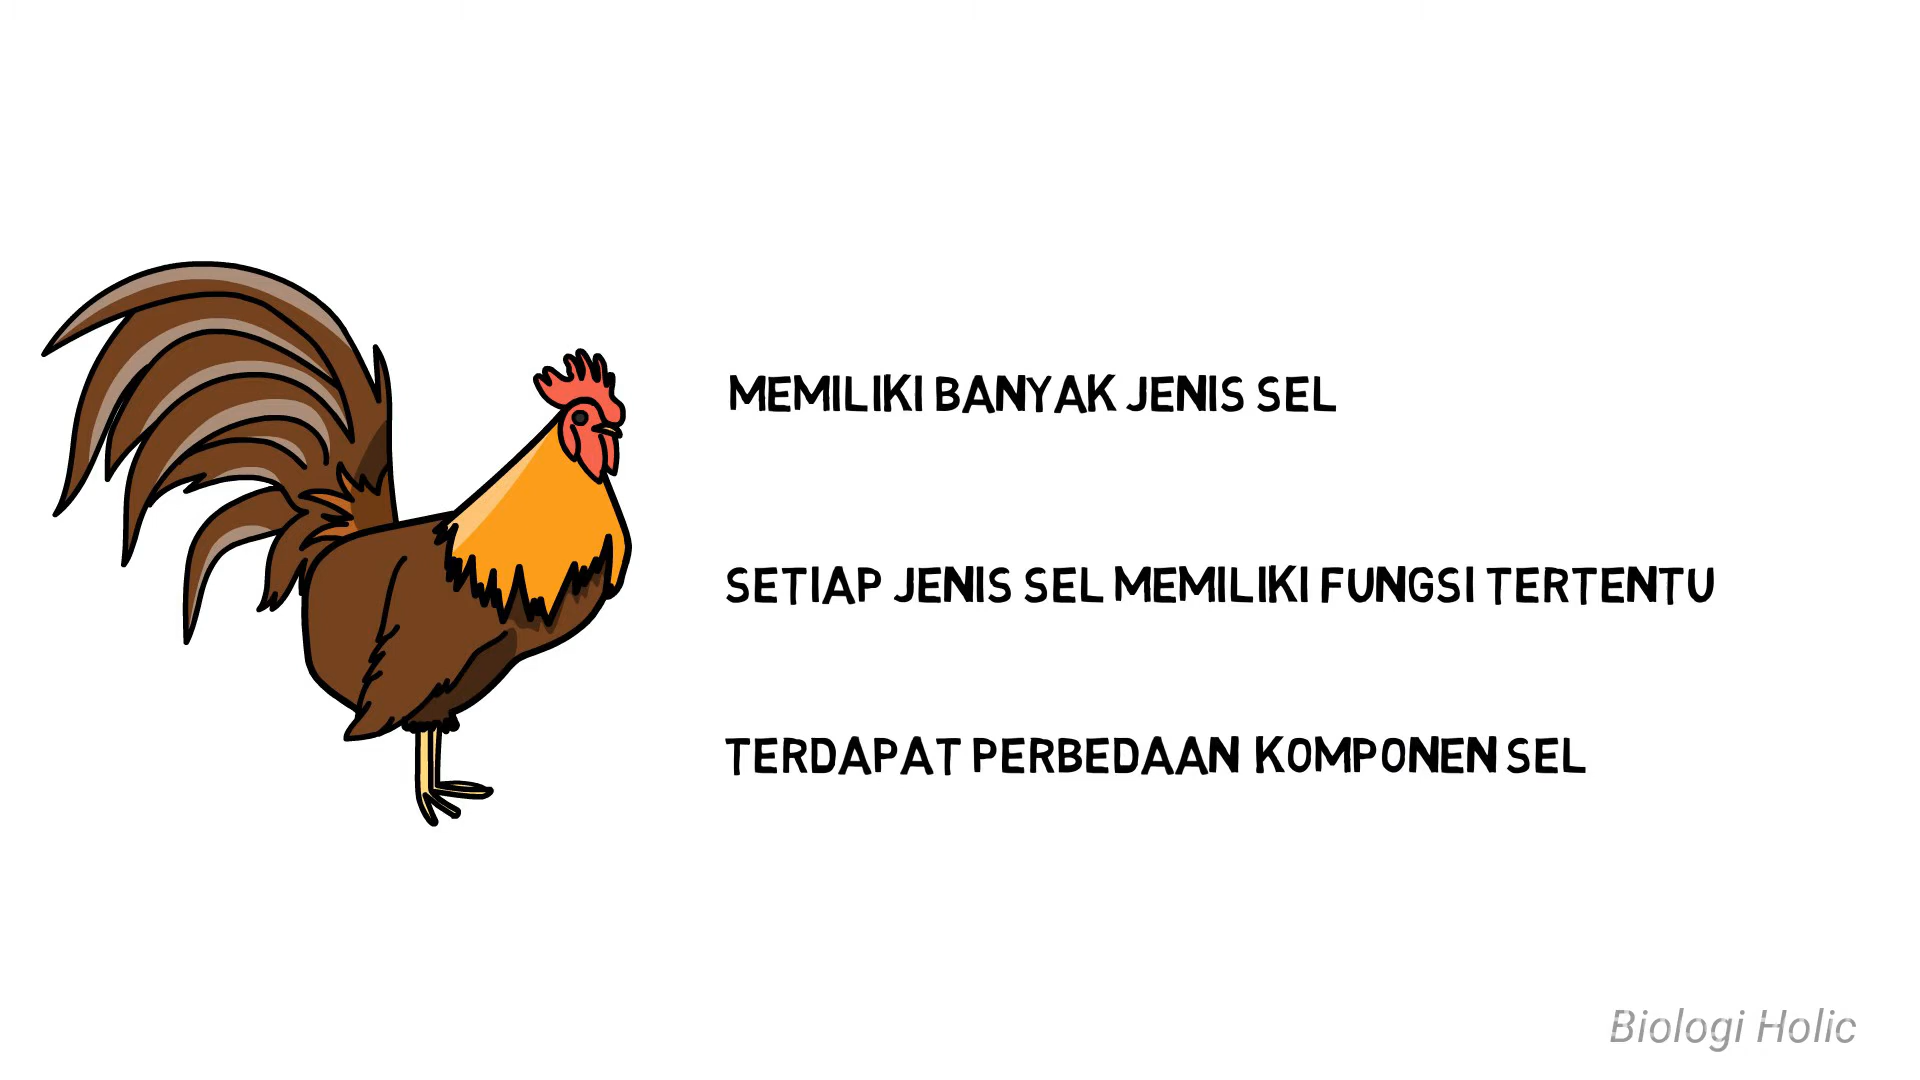 MEMILIKI BANYAK JENIS SEL
SETIAP JENIS SEL MEMILIKI FUNGSI TERTENTU
TERDAPAT PERBEDAAN KOMPONEN SEL
Biologi Holic